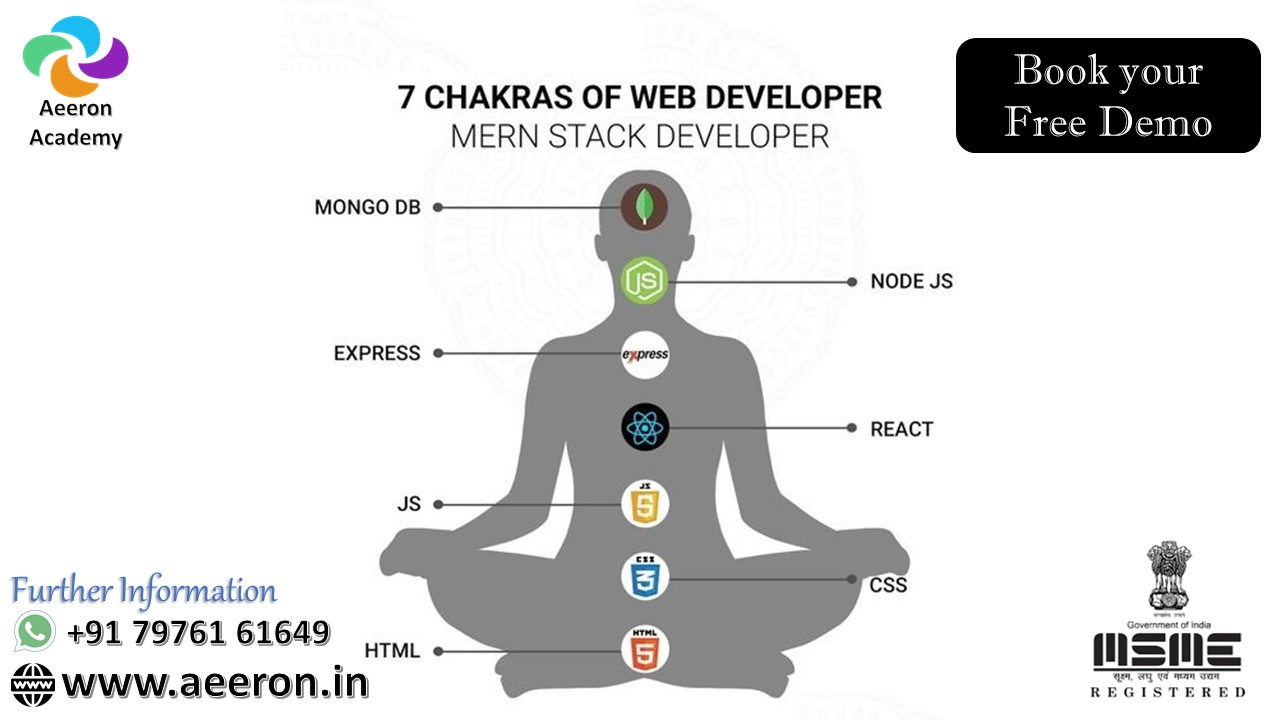 Aeeron
Academy
7 CHAKRAS OF WEB DEVELOPER
MERN STACK DEVELOPER
Book your
Free Demo
MONGO DB
JS
NODE JS
EXPRESS
express
REACT
JS
JS
5
CSS
3
CSS
HTML
HTML
5
Further Information
+91 79761 61649
www
www.aeeron.in
सत्यमेव जयते
Government of India
MSME
सूक्ष्म, लघु एवं मध्यम उद्यम
REGISTERED